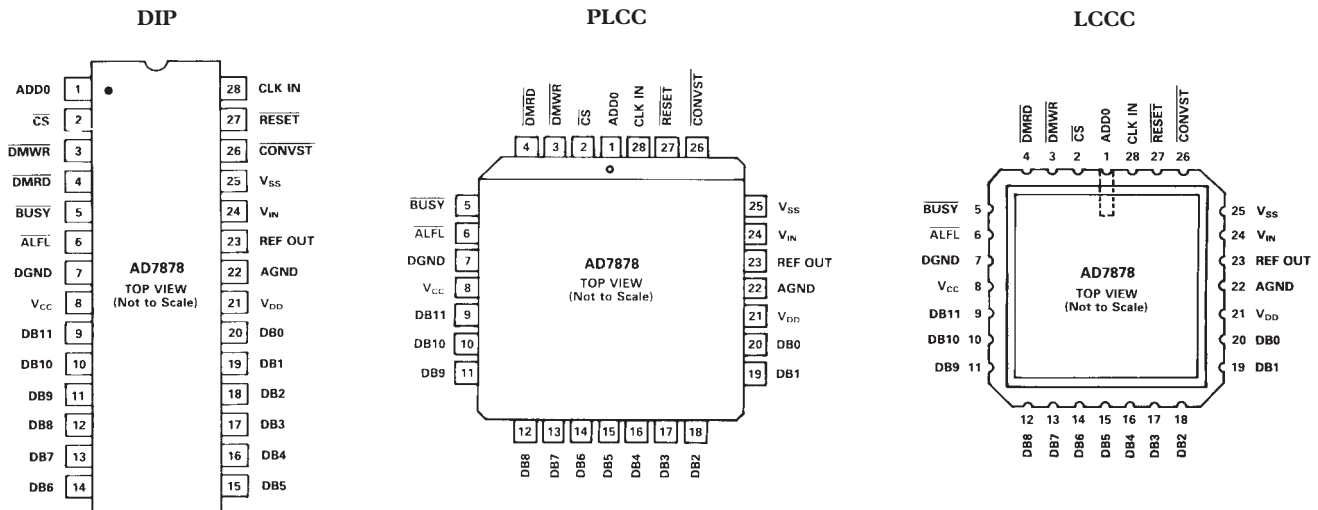 DIP
ADD0 1
CS 2
DMWR 3
DMRD 4
BUSY 5
ALFL 6
DGND 7
VCC 8
DB11 9
DB10 10
DB9 11
DB8 12
DB7 13
DB6 14
28 CLK IN
27 RESET
26 CONVST
25 VSS
24 VIN
23 REF OUT
22 AGND
21 VDD
20 DB0
19 DB1
18 DB2
17 DB3
16 DB4
15 DB5
AD7878
TOP VIEW
(Not to Scale)
PLCC
DMRD 4
DMWR 3
CS 2
ADD0 1
CLK IN 28
RESET 27
CONVST 26
BUSY 5
ALFL 6
DGND 7
VCC 8
DB11 9
DB10 10
DB9 11
25 VSS
24 VIN
23 REF OUT
22 AGND
21 VDD
20 DB0
19 DB1
AD7878
TOP VIEW
(Not to Scale)
12 DB8
13 DB7
14 DB6
15 DB5
16 DB4
17 DB3
18 DB2
LCCC
DMRD 4
DMWR 3
CS 2
ADD0 1
CLK IN 28
RESET 27
CONVST 26
BUSY 5
ALFL 6
DGND 7
VCC 8
DB11 9
DB10 10
DB9 11
25 VSS
24 VIN
23 REF OUT
22 AGND
21 VDD
20 DB0
19 DB1
AD7878
TOP VIEW
(Not to Scale)
12 DB8
13 DB7
14 DB6
15 DB5
16 DB4
17 DB3
18 DB2